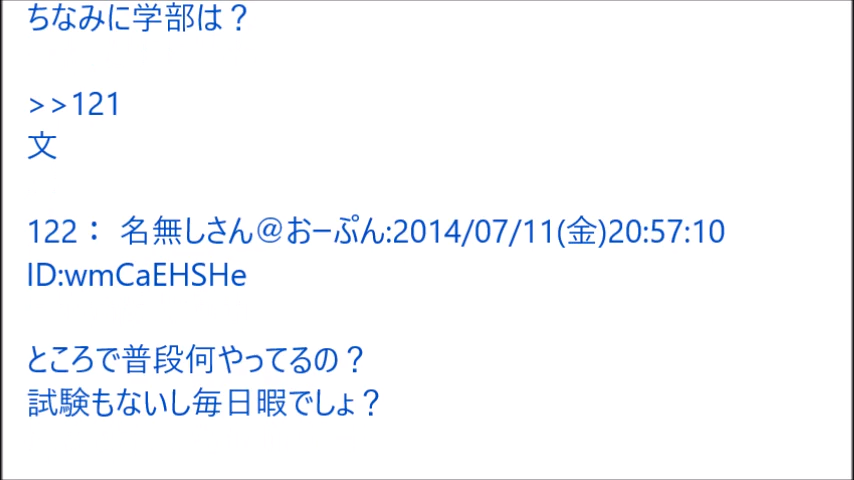 ちなみに学部は？
>>121
文
122： 名無しさん＠おーぷん:2014/07/11(金)20:57:10
ID:wmCaEHSHe
ところで普段何やってるの？
試験もないし毎日暇でしょ？